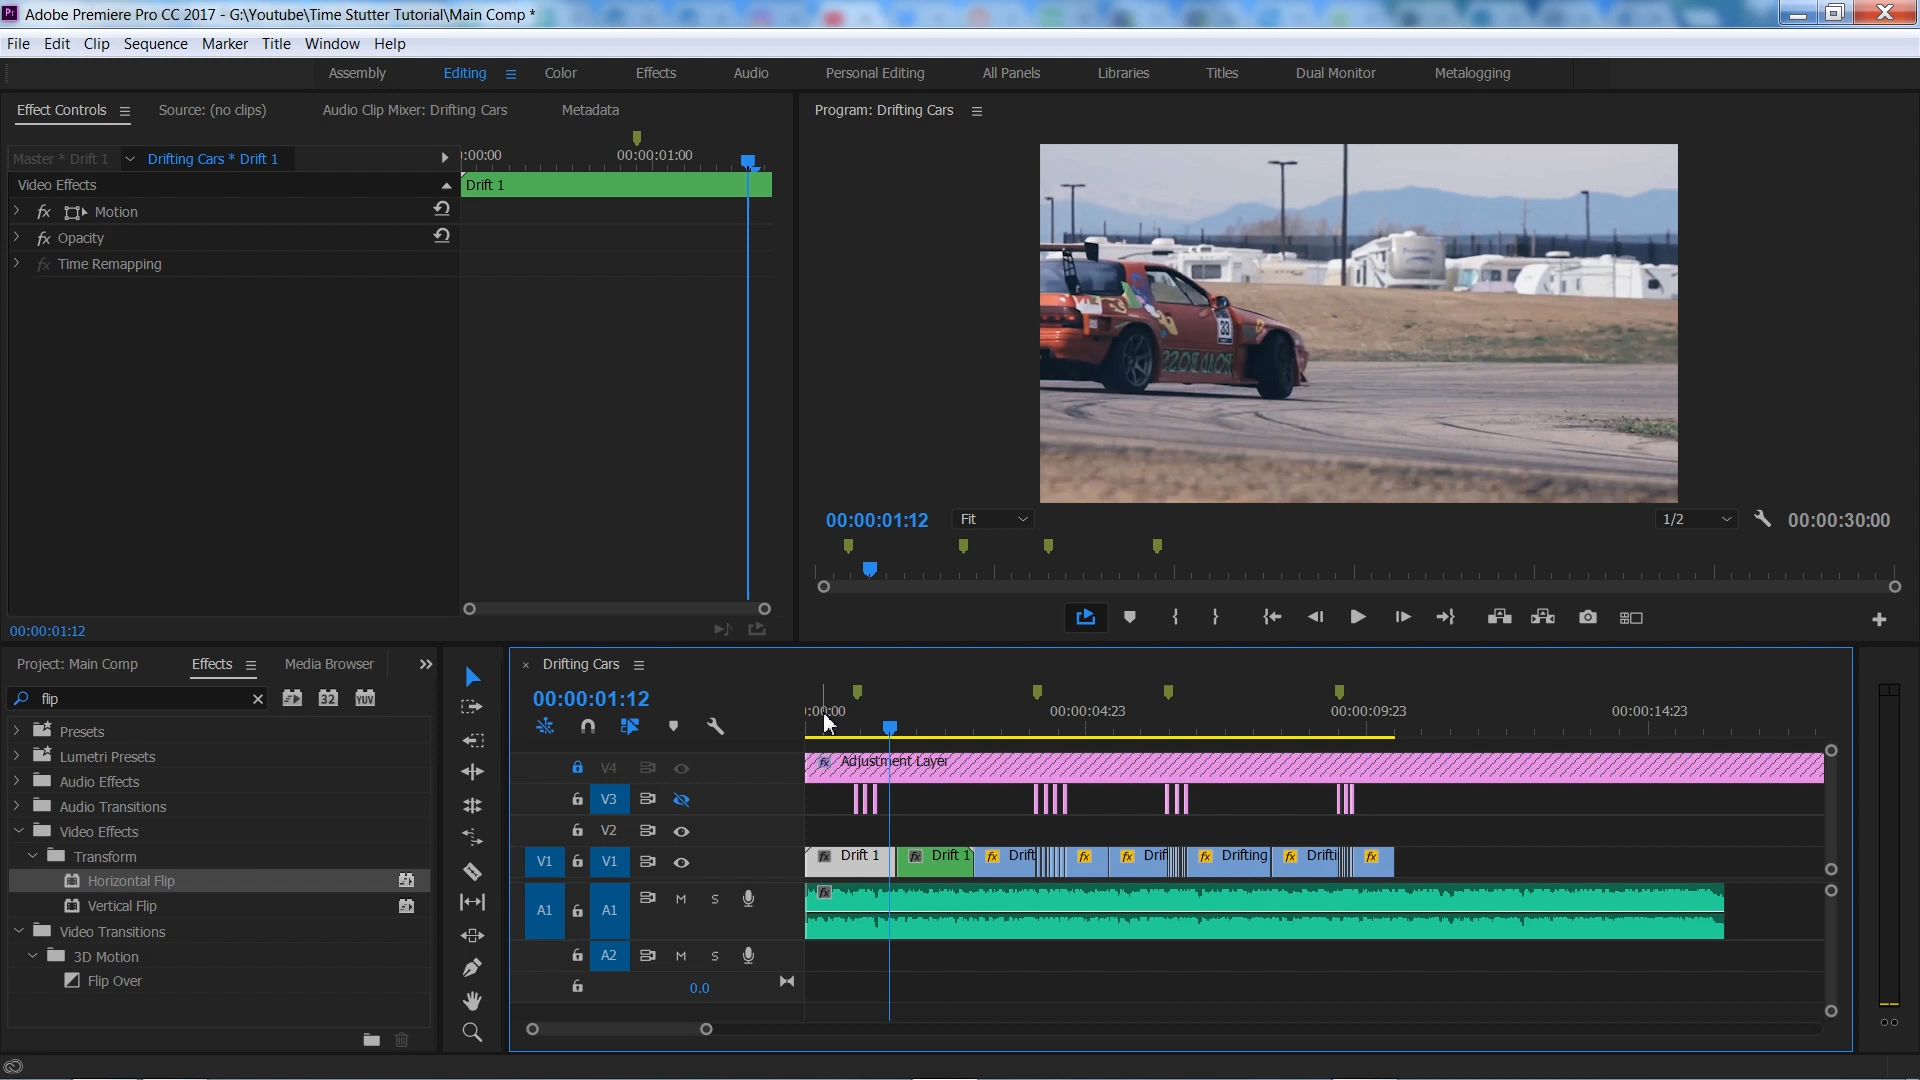 Pr Adobe Premiere Pro CC 2017 - G:\Youtube\Time Stutter Tutorial\Main Comp *
File Edit Clip Sequence Marker Title Window Help
Assembly Editing Color Effects Audio Personal Editing All Panels Libraries Titles Dual Monitor Metalogging
Effect Controls Source: (no clips) Audio Clip Mixer: Drifting Cars Metadata
Master * Drift 1 Drifting Cars * Drift 1
:00:00 00:00:01:00
Video Effects
Drift 1
fx Motion
fx Opacity
fx Time Remapping
00:00:01:12
Program: Drifting Cars
33
00:00:01:12 Fit 1/2 00:00:30:00
Project: Main Comp Effects Media Browser
flip 32 YUV
Presets
Lumetri Presets
Audio Effects
Audio Transitions
Video Effects
Transform
Horizontal Flip
Vertical Flip
Video Transitions
3D Motion
Flip Over
× Drifting Cars
00:00:01:12
:00:00 00:00:04:23 00:00:09:23 00:00:14:23
V4 fx Adjustment Layer
V3
V2
V1 V1 fx Drift 1 fx Drift 1 fx Drift fx fx Drif fx Drifting fx Drifti fx
A1 A1 M S fx
A2 M S
0.0